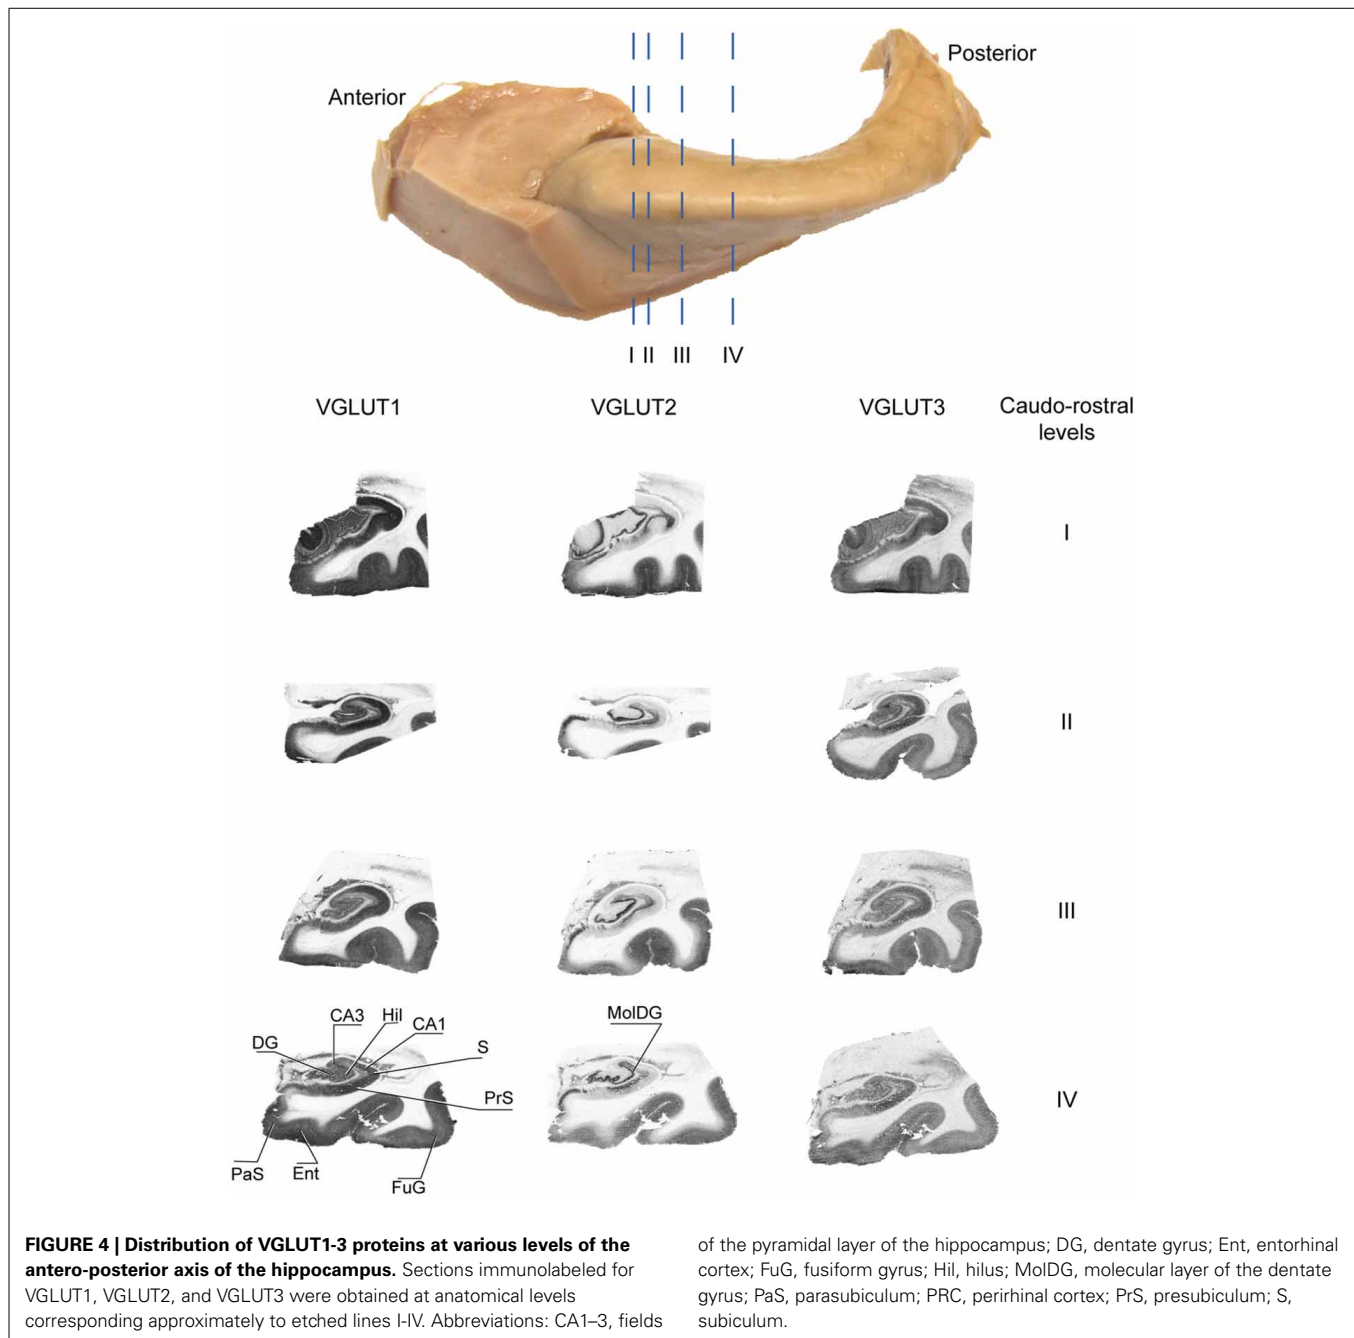 Posterior
Anterior
I II III IV
VGLUT1 VGLUT2 VGLUT3 Caudo-rostral
levels
I
II
III
CA3 Hil CA1 MolDG
DG S
PrS IV
PaS Ent FuG
FIGURE 4 | Distribution of VGLUT1-3 proteins at various levels of the
antero-posterior axis of the hippocampus. Sections immunolabeled for
VGLUT1, VGLUT2, and VGLUT3 were obtained at anatomical levels
corresponding approximately to etched lines I-IV. Abbreviations: CA1–3, fields
of the pyramidal layer of the hippocampus; DG, dentate gyrus; Ent, entorhinal
cortex; FuG, fusiform gyrus; Hil, hilus; MolDG, molecular layer of the dentate
gyrus; PaS, parasubiculum; PRC, perirhinal cortex; PrS, presubiculum; S,
subiculum.